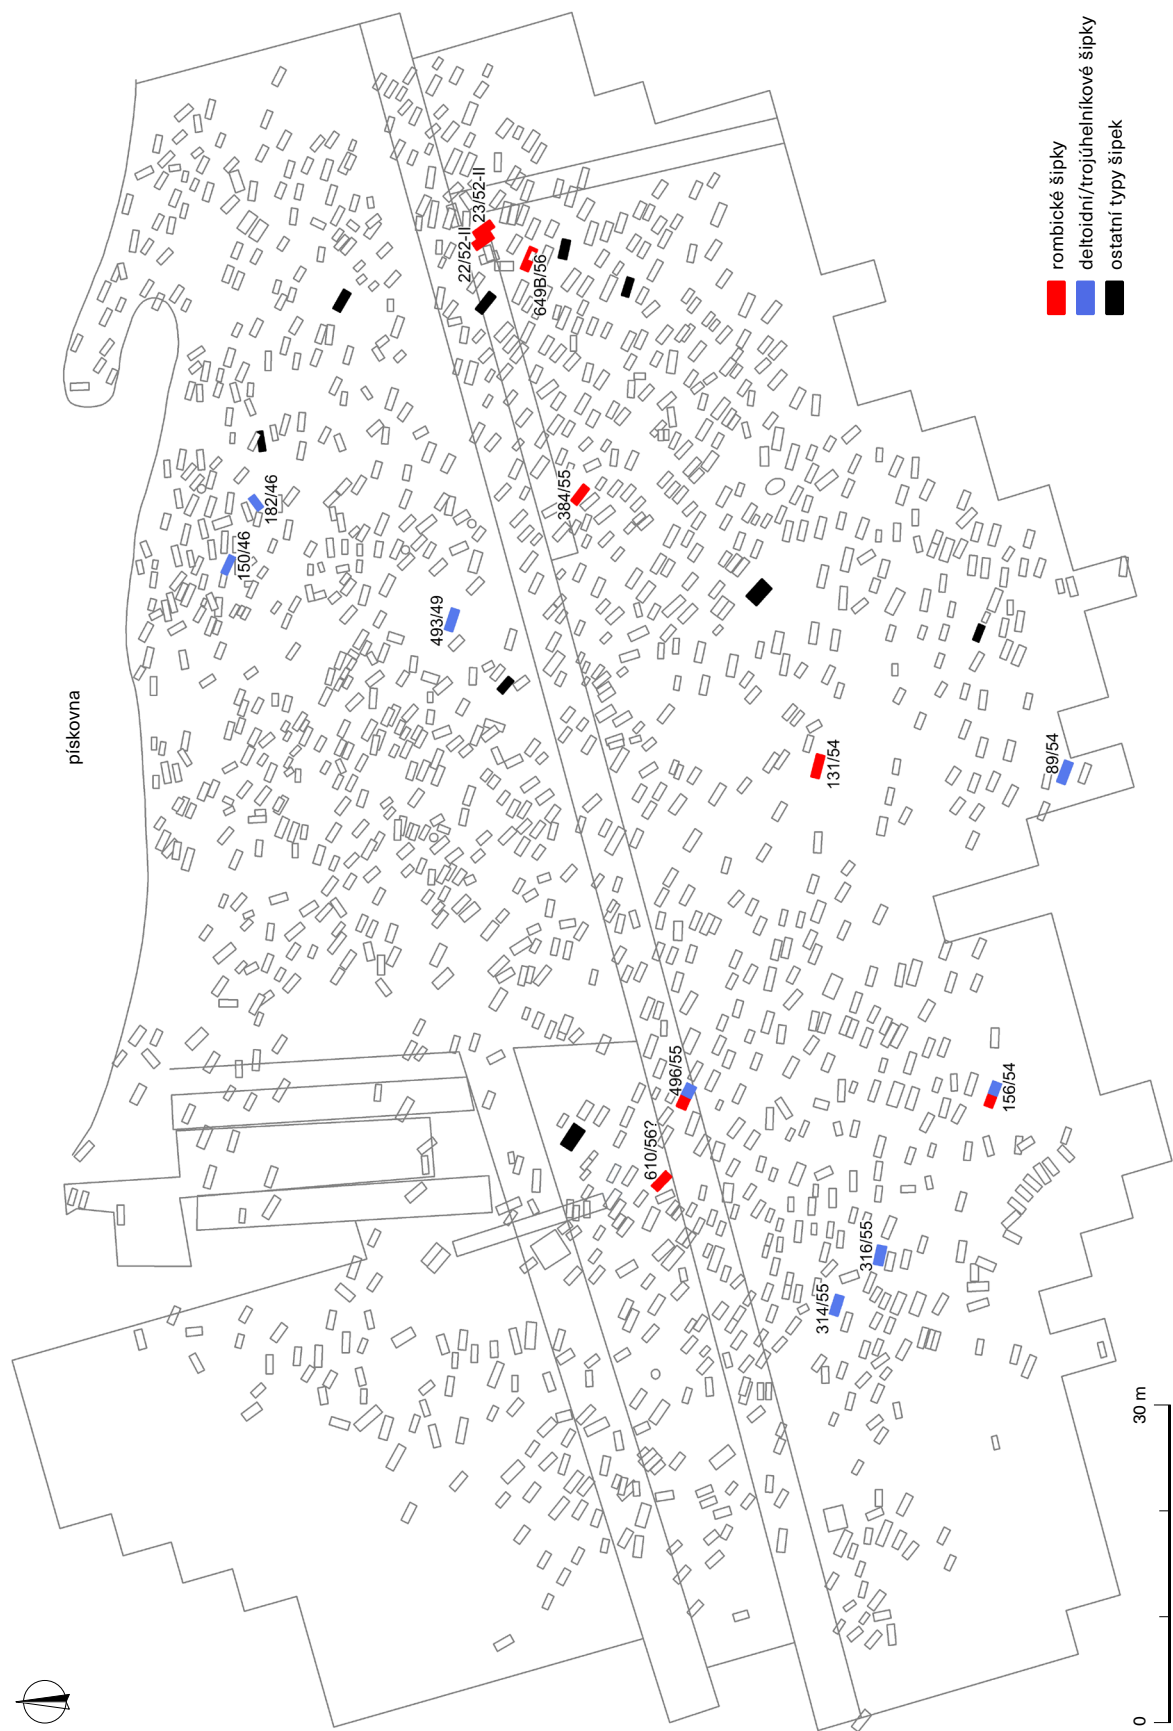 pískovna
150/46
182/46
493/49
22/52-II
23/52-II
649B/56
384/55
131/54
89/54
496/55
610/56?
156/54
316/55
314/55
rombické šipky
deltoidní/trojúhelníkové šipky
ostatní typy šipek
0
30 m